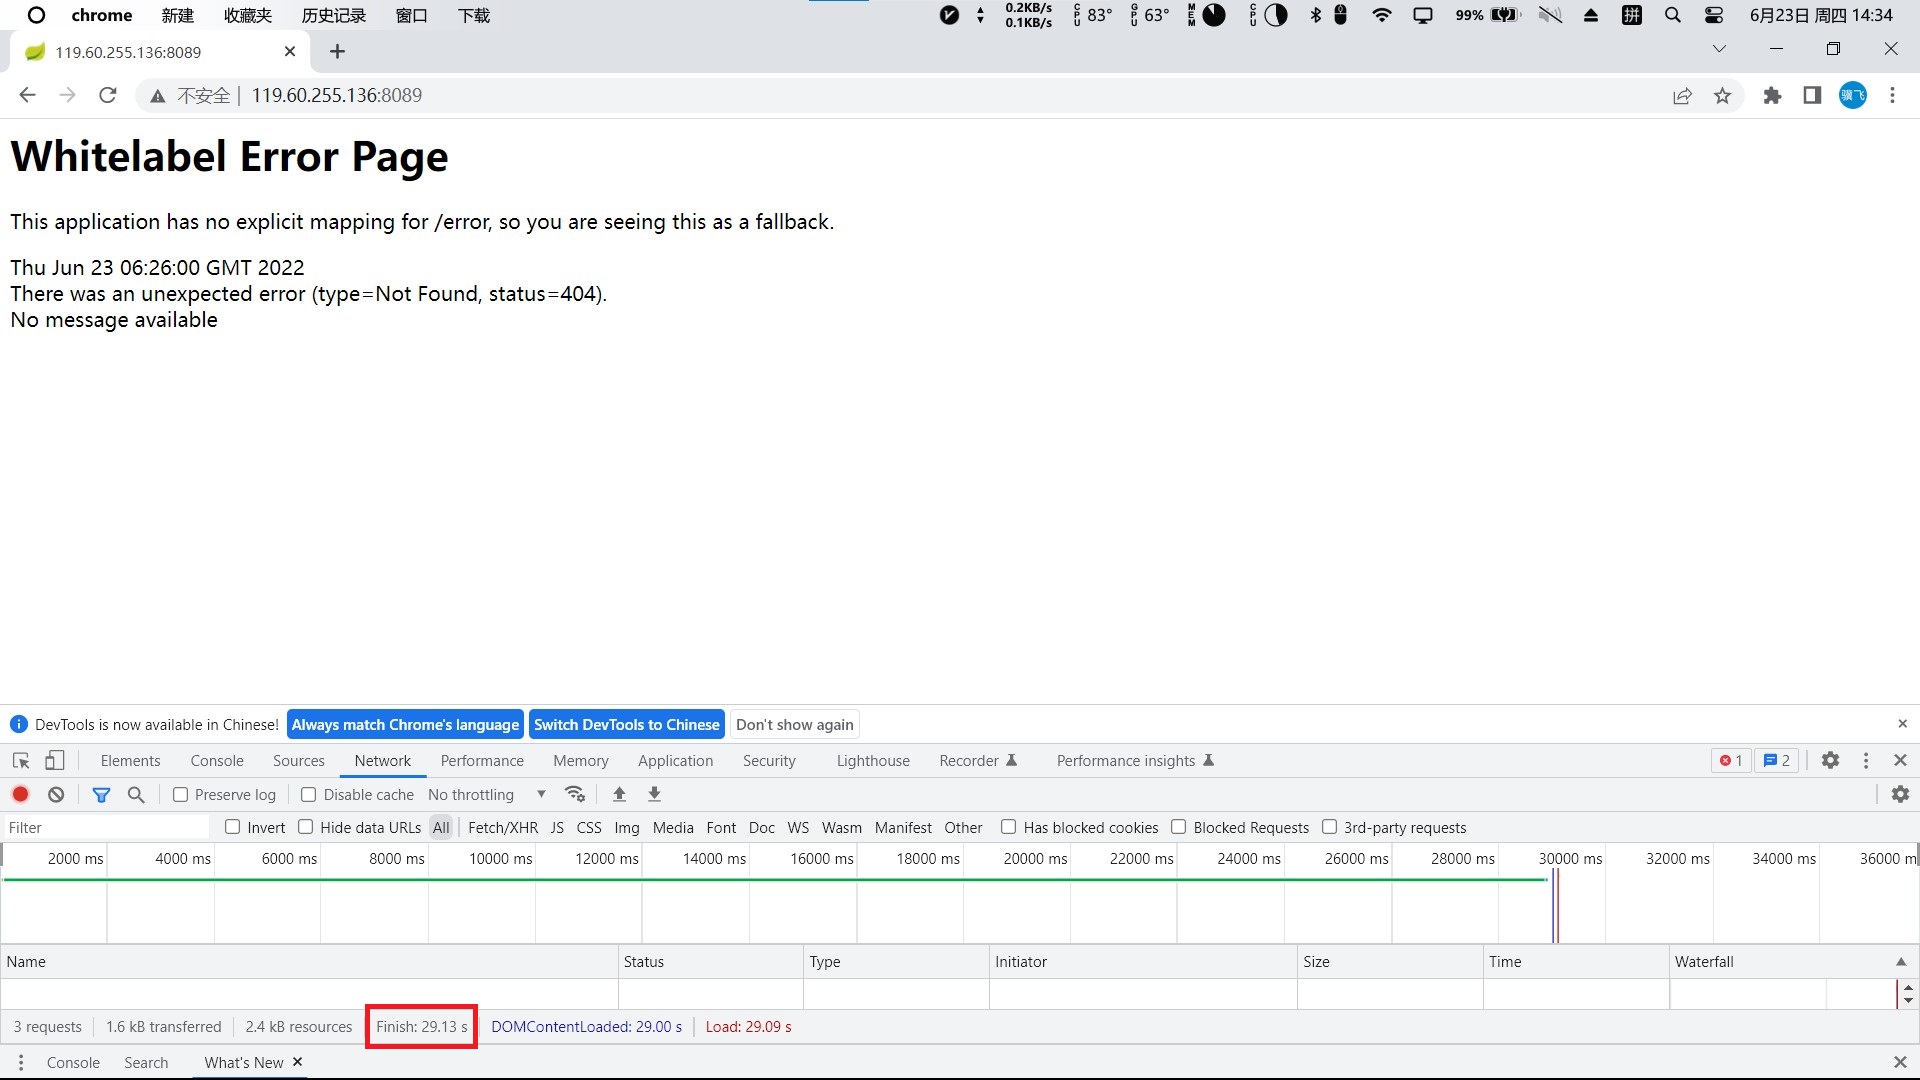 chrome 新建 收藏夹 历史记录 窗口 下载 0.2KB/s 0.1KB/s CPU 83° GPU 63° MEM CPU 99% 拼 6月23日 周四 14:34
119.60.255.136:8089
不安全 | 119.60.255.136:8089 骥飞
Whitelabel Error Page
This application has no explicit mapping for /error, so you are seeing this as a fallback.
Thu Jun 23 06:26:00 GMT 2022
There was an unexpected error (type=Not Found, status=404).
No message available
DevTools is now available in Chinese! Always match Chrome's language Switch DevTools to Chinese Don't show again
Elements Console Sources Network Performance Memory Application Security Lighthouse Recorder Performance insights 1 2
Preserve log Disable cache No throttling
Filter Invert Hide data URLs All Fetch/XHR JS CSS Img Media Font Doc WS Wasm Manifest Other Has blocked cookies Blocked Requests 3rd-party requests
2000 ms 4000 ms 6000 ms 8000 ms 10000 ms 12000 ms 14000 ms 16000 ms 18000 ms 20000 ms 22000 ms 24000 ms 26000 ms 28000 ms 30000 ms 32000 ms 34000 ms 36000 m
Name Status Type Initiator Size Time Waterfall
3 requests 1.6 kB transferred 2.4 kB resources Finish: 29.13 s DOMContentLoaded: 29.00 s Load: 29.09 s
Console Search What's New